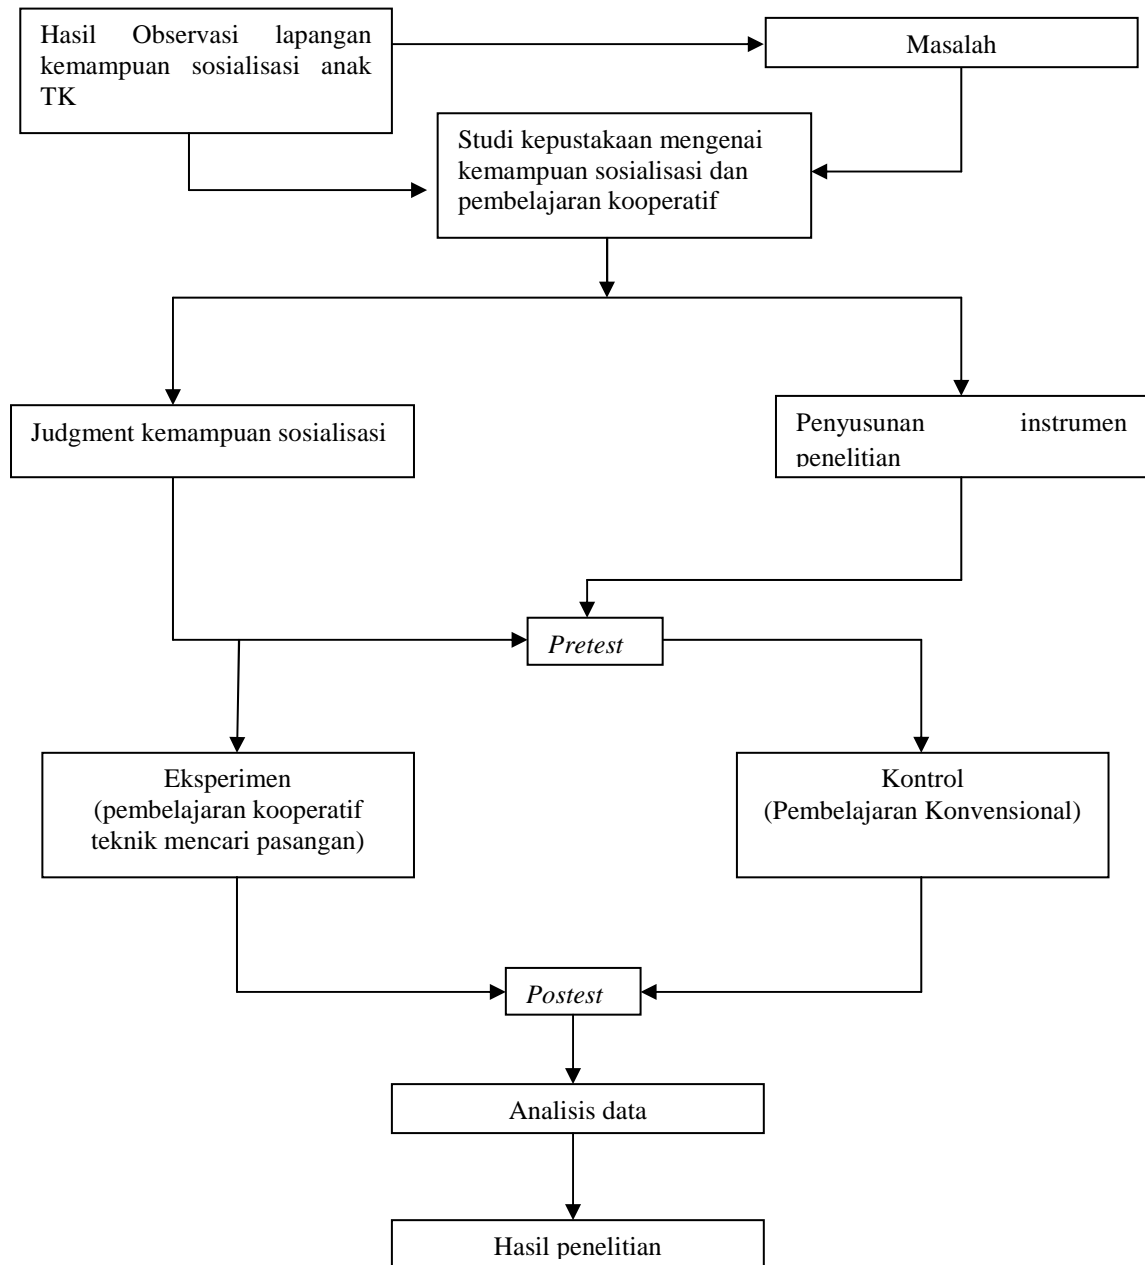 Hasil Observasi lapangan
kemampuan sosialisasi anak
TK
Masalah
Studi kepustakaan mengenai
kemampuan sosialisasi dan
pembelajaran kooperatif
Judgment kemampuan sosialisasi
Penyusunan instrumen
penelitian
Pretest
Eksperimen
(pembelajaran kooperatif
teknik mencari pasangan)
Kontrol
(Pembelajaran Konvensional)
Postest
Analisis data
Hasil penelitian